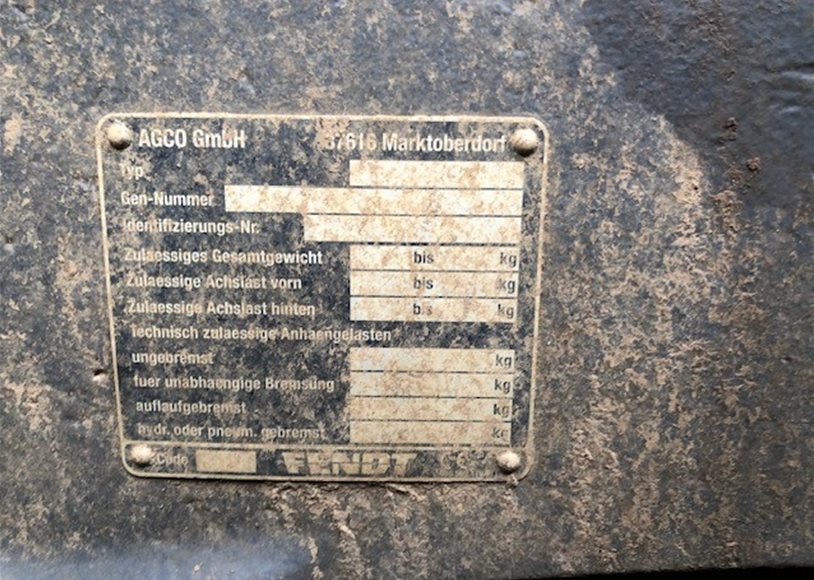 AGCO GmbH 87616 Marktoberdorf
Typ
Gen-Nummer
Identifizierungs-Nr.
Zulaessiges Gesamtgewicht bis kg
Zulaessige Achslast vorn bis kg
Zulaessige Achslast hinten bis kg
Technisch zulaessige Anhaengelasten
ungebremst kg
fuer unabhaengige Bremsung kg
auflaufgebremst kg
hydr. oder pneum. gebremst kg
Code FENDT